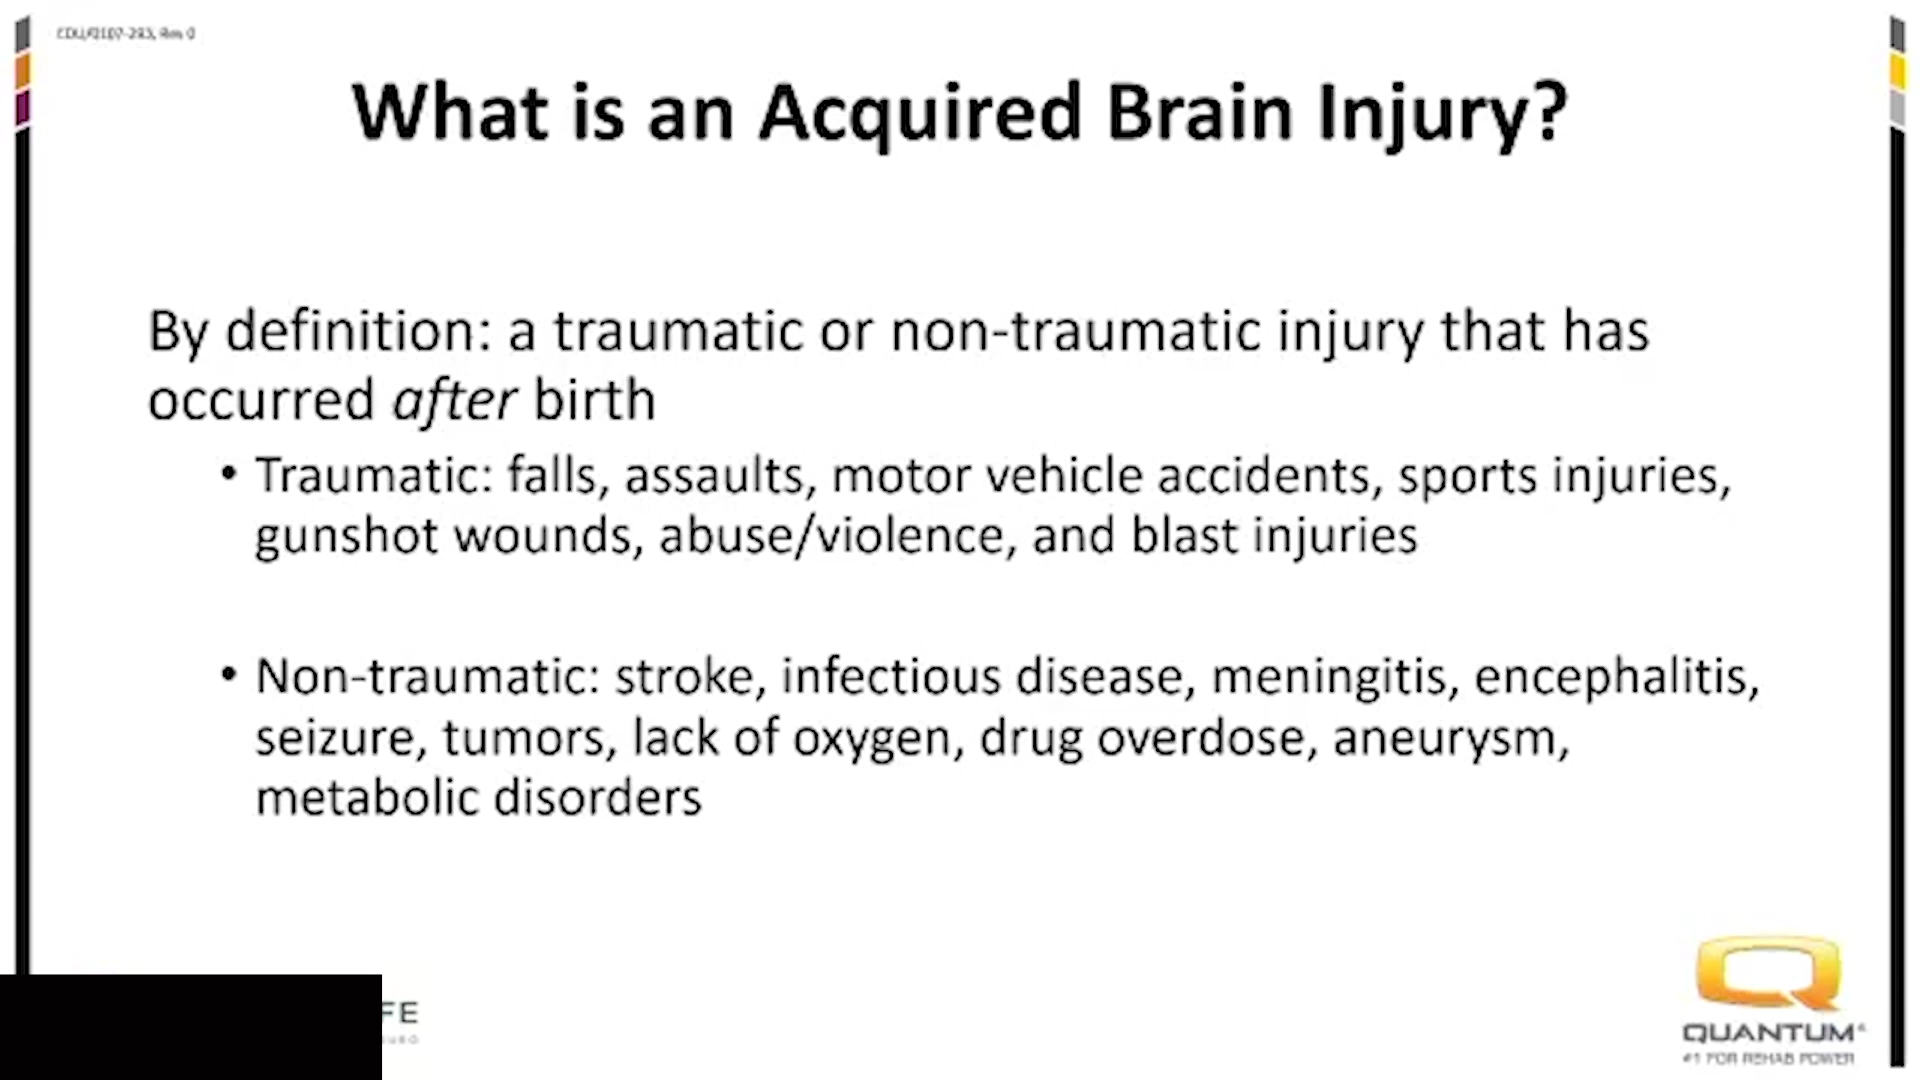 What is an Acquired Brain Injury?
By definition: a traumatic or non-traumatic injury that has
occurred after birth
• Traumatic: falls, assaults, motor vehicle accidents, sports injuries,
gunshot wounds, abuse/violence, and blast injuries
• Non-traumatic: stroke, infectious disease, meningitis, encephalitis,
seizure, tumors, lack of oxygen, drug overdose, aneurysm,
metabolic disorders
FE
QUANTUM
#1 FOR REHAB POWER